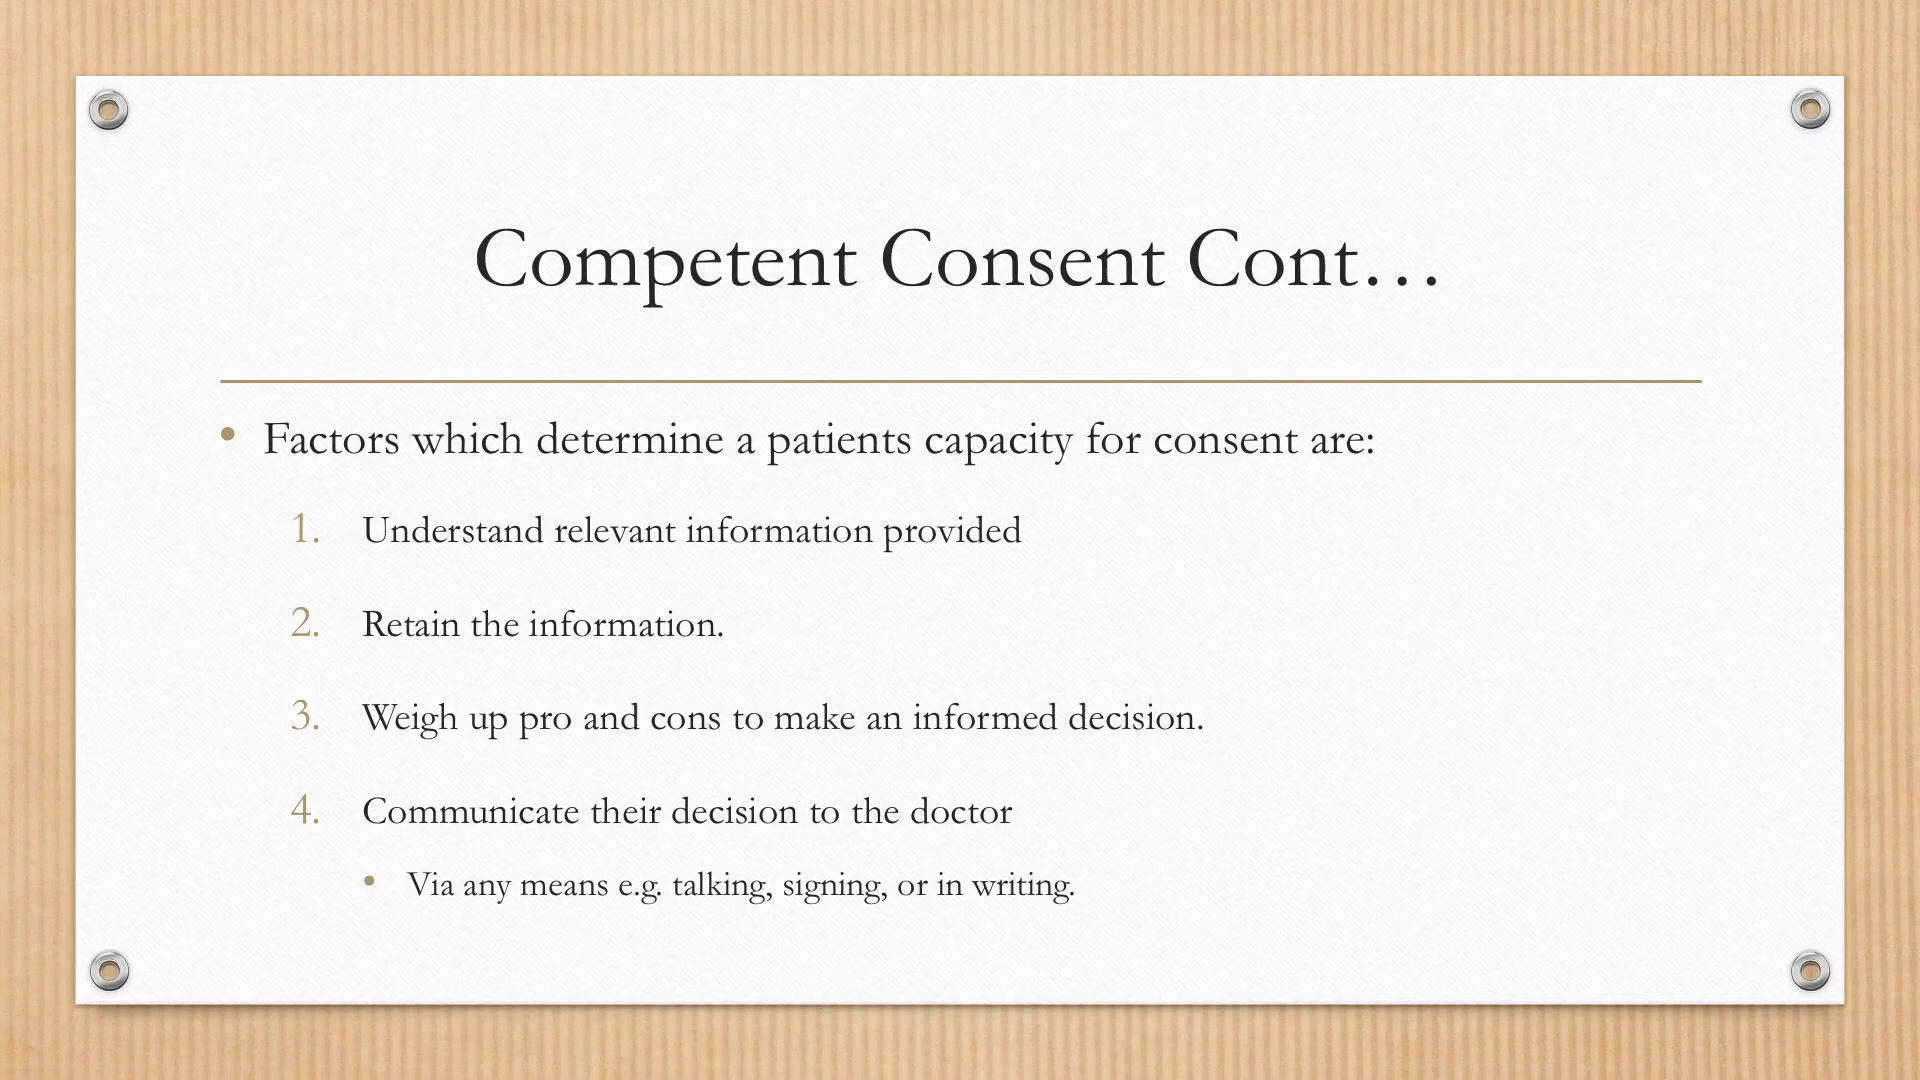 Competent Consent Cont…
• Factors which determine a patients capacity for consent are:
1. Understand relevant information provided
2. Retain the information.
3. Weigh up pro and cons to make an informed decision.
4. Communicate their decision to the doctor
• Via any means e.g. talking, signing, or in writing.